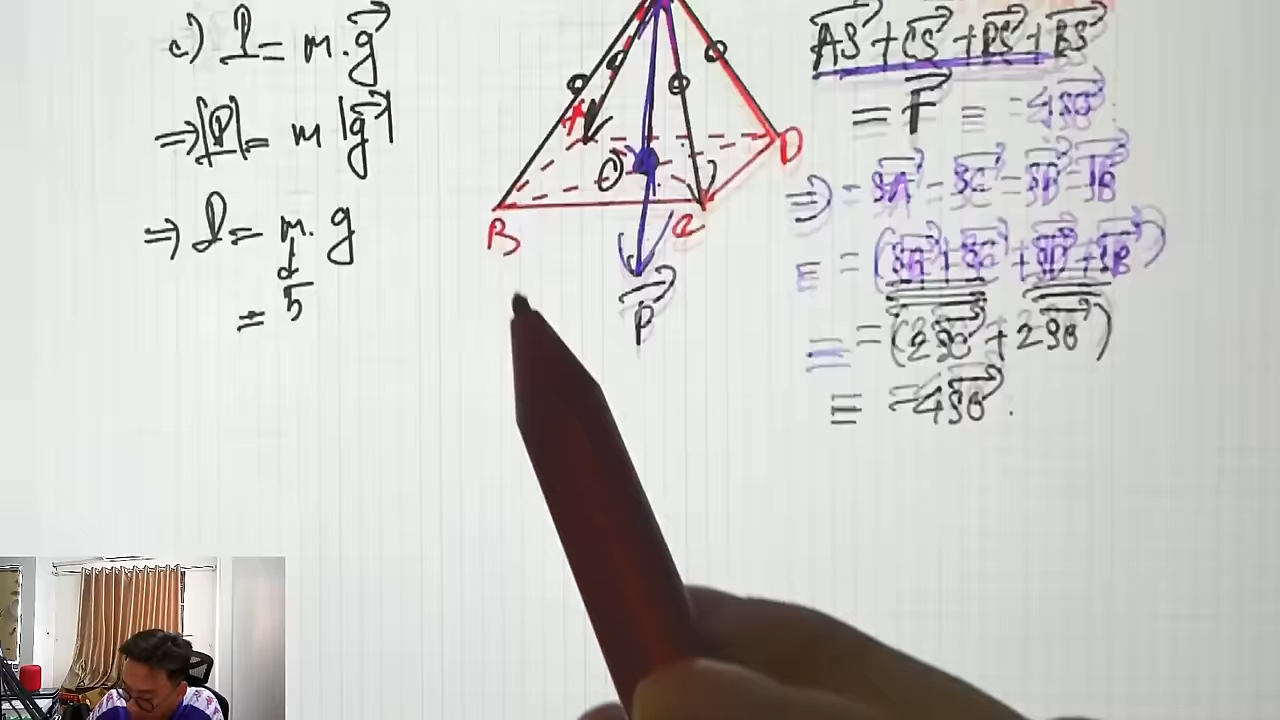 c) P = m.g
⇒ |P| = m |g|
⇒ P = m. g
5
=
A
O
D
B
C
P
AS + CS + DS + BS
= F = -4SO
⇒ = -SA - SC - SD - SB
= = (SA + SC + SD + SB)
= = (2SO + 2SO)
= = 4SO.